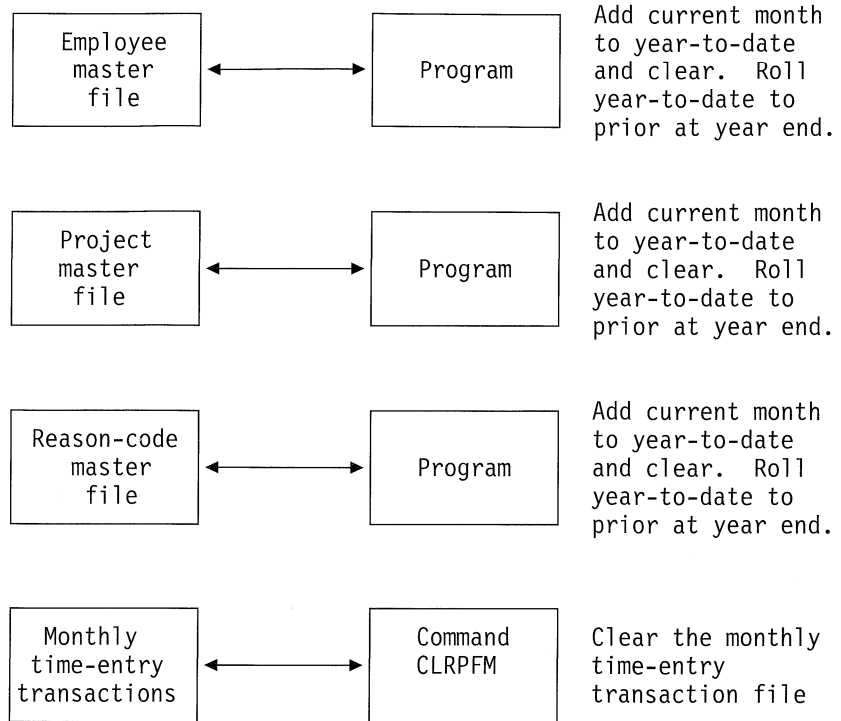 Employee
master
file
Program
Add current month
to year-to-date
and clear. Roll
year-to-date to
prior at year end.
Project
master
file
Program
Add current month
to year-to-date
and clear. Roll
year-to-date to
prior at year end.
Reason-code
master
file
Program
Add current month
to year-to-date
and clear. Roll
year-to-date to
prior at year end.
Monthly
time-entry
transactions
Command
CLRPFM
Clear the monthly
time-entry
transaction file